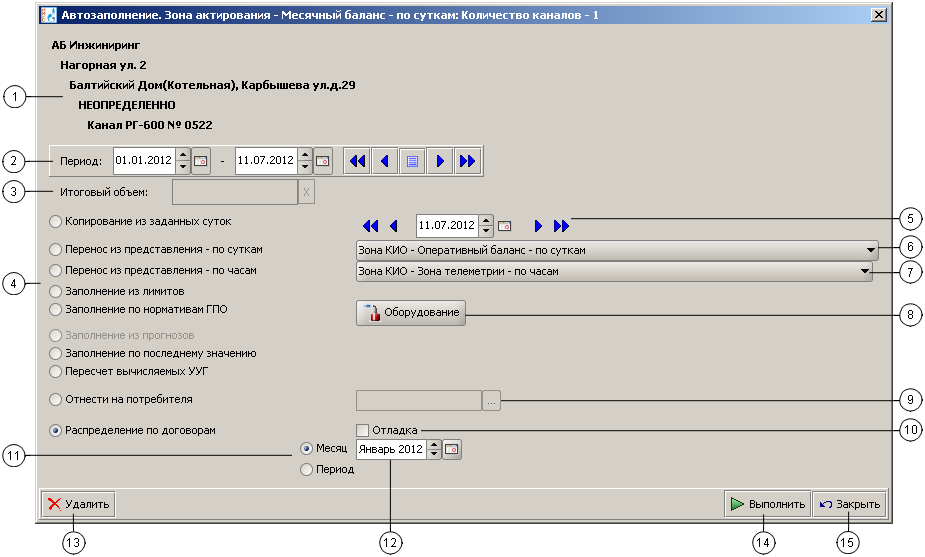 Автозаполнение. Зона актирования - Месячный баланс - по суткам: Количество каналов - 1
АБ Инжиниринг
Нагорная ул. 2
1
Балтийский Дом(Котельная), Карбышева ул.д.29
НЕОПРЕДЕЛЕННО
Канал РГ-600 № 0522
2 Период: 01.01.2012 - 11.07.2012
3 Итоговый объем: X
Копирование из заданных суток 11.07.2012 5
Перенос из представления - по суткам Зона КИО - Оперативный баланс - по суткам 6
Перенос из представления - по часам Зона КИО - Зона телеметрии - по часам 7
4
Заполнение из лимитов
Заполнение по нормативам ГПО Оборудование 8
Заполнение из прогнозов
Заполнение по последнему значению
Пересчет вычисляемых УУГ
Отнести на потребителя ... 9
Распределение по договорам Отладка 10
11 Месяц Январь 2012
Период
Удалить Выполнить Закрыть
13 12 14 15